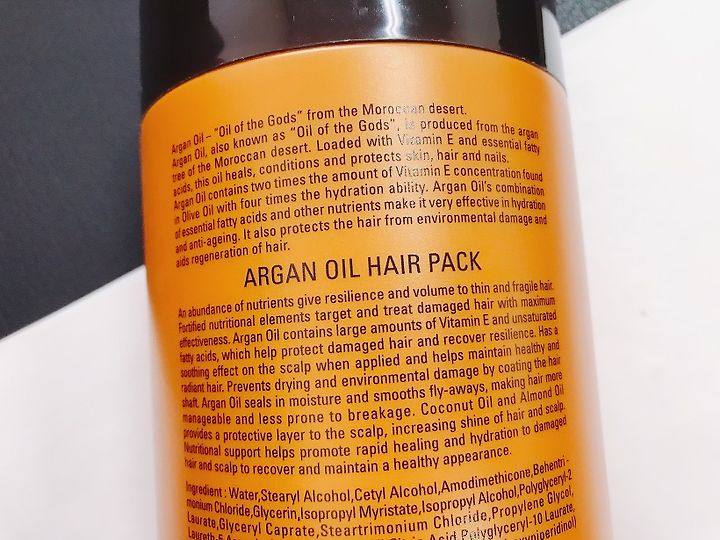 Argan Oil – “Oil of the Gods” from the Moroccan desert.
Argan Oil, also known as “Oil of the Gods”, is produced from the argan
tree of the Moroccan desert. Loaded with Vitamin E and essential fatty
acids, this oil heals, conditions and protects skin, hair and nails.
Argan Oil contains two times the amount of Vitamin E concentration found
in Olive Oil with four times the hydration ability. Argan Oil’s combination
of essential fatty acids and other nutrients make it very effective in hydration
and anti-ageing. It also protects the hair from environmental damage and
aids regeneration of hair.
ARGAN OIL HAIR PACK
An abundance of nutrients give resilience and volume to thin and fragile hair.
Fortified nutritional elements target and treat damaged hair with maximum
effectiveness. Argan Oil contains large amounts of Vitamin E and unsaturated
fatty acids, which help protect damaged hair and recover resilience. Has a
soothing effect on the scalp when applied and helps maintain healthy and
radiant hair. Prevents drying and environmental damage by coating the hair
shaft. Argan Oil seals in moisture and smooths fly-aways, making hair more
manageable and less prone to breakage. Coconut Oil and Almond Oil
provides a protective layer to the scalp, increasing shine of hair and scalp.
Nutritional support helps promote rapid healing and hydration to damaged
hair and scalp to recover and maintain a healthy appearance.
Ingredient : Water,Stearyl Alcohol,Cetyl Alcohol,Amodimethicone,Behentri-
monium Chloride,Glycerin,Isopropyl Myristate,Isopropyl Alcohol,Polyglyceryl-2
Laurate,Glyceryl Caprate,Steartrimonium Chloride,Propylene Glycol,
Acid,Polyglyceryl-10 Laurate,